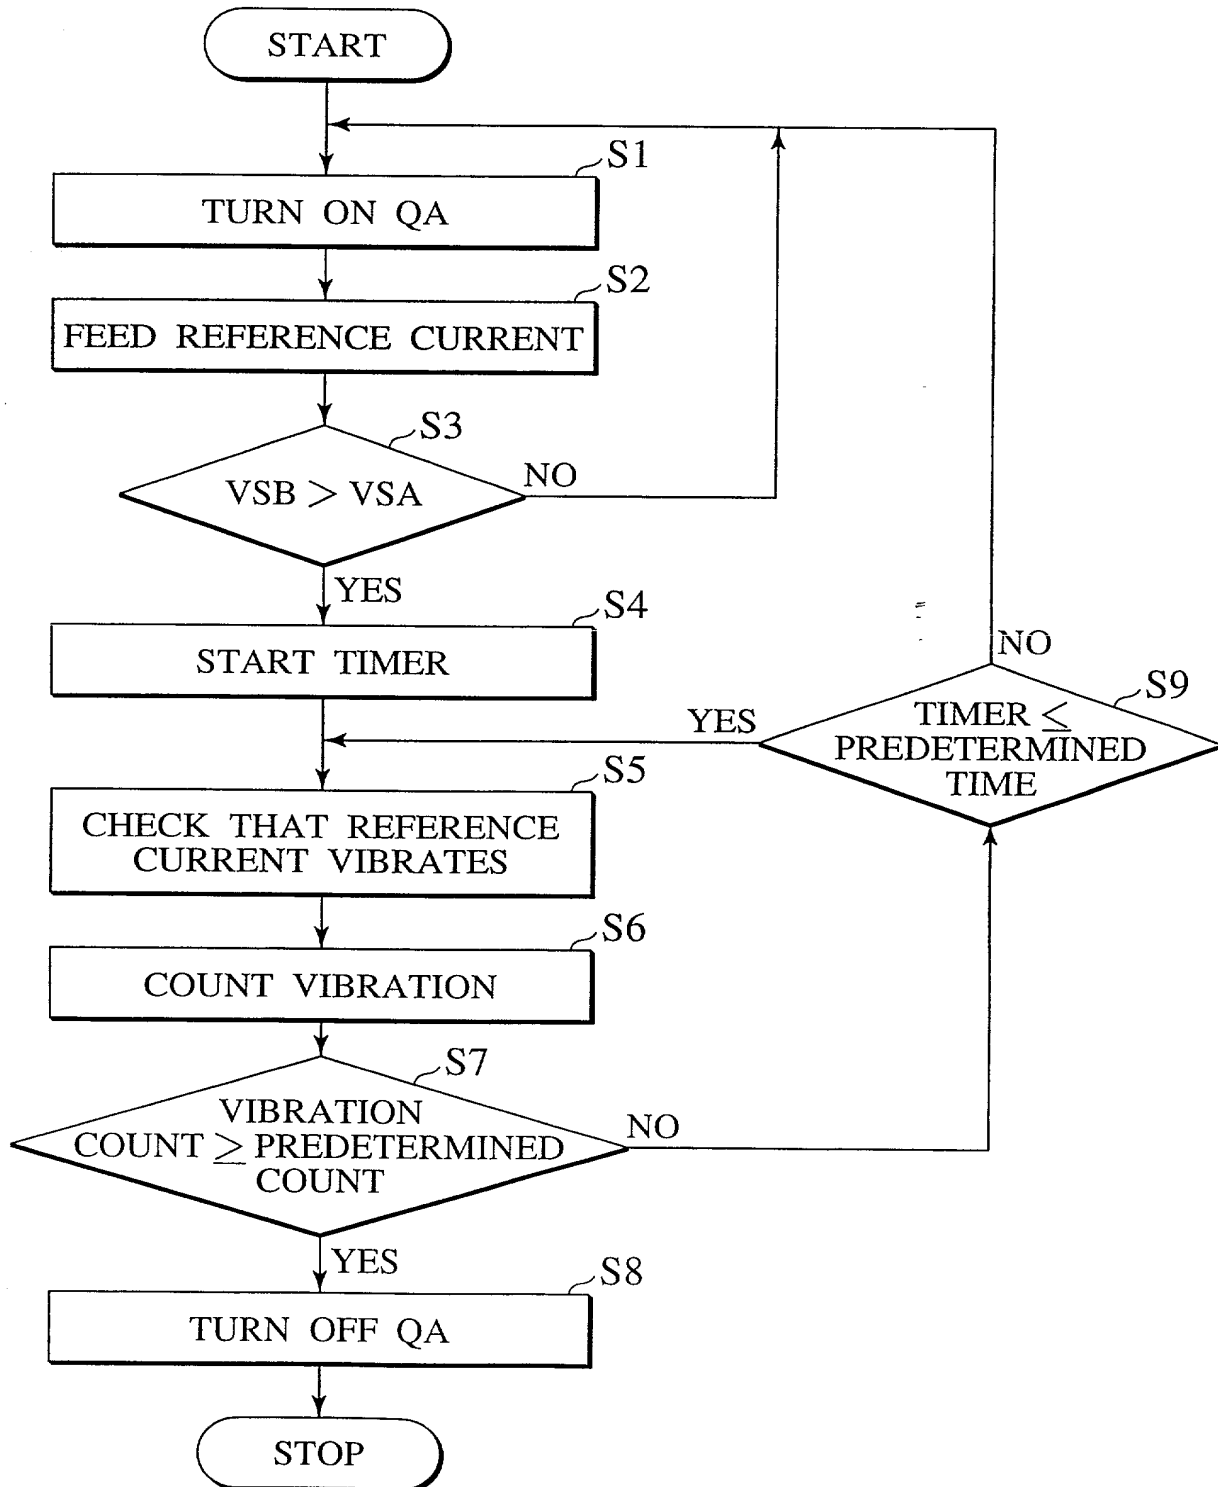 START
S1
TURN ON QA
S2
FEED REFERENCE CURRENT
S3
VSB > VSA
NO
YES
S4
START TIMER
NO
S9
TIMER ≤
PREDETERMINED
TIME
YES
S5
CHECK THAT REFERENCE
CURRENT VIBRATES
S6
COUNT VIBRATION
S7
VIBRATION
COUNT ≥ PREDETERMINED
COUNT
NO
YES
S8
TURN OFF QA
STOP